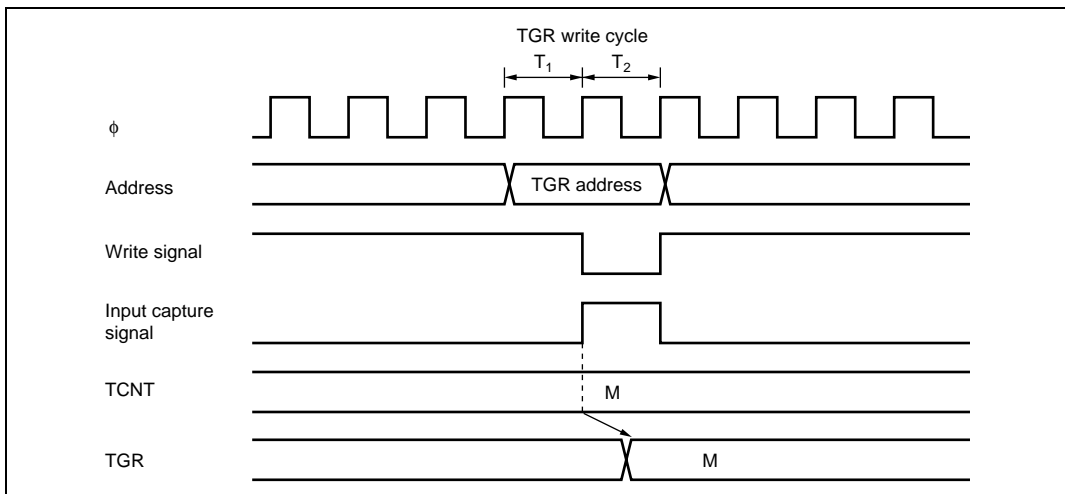 TGR write cycle
T1 T2
ϕ
Address
TGR address
Write signal
Input capture
signal
TCNT
M
TGR
M